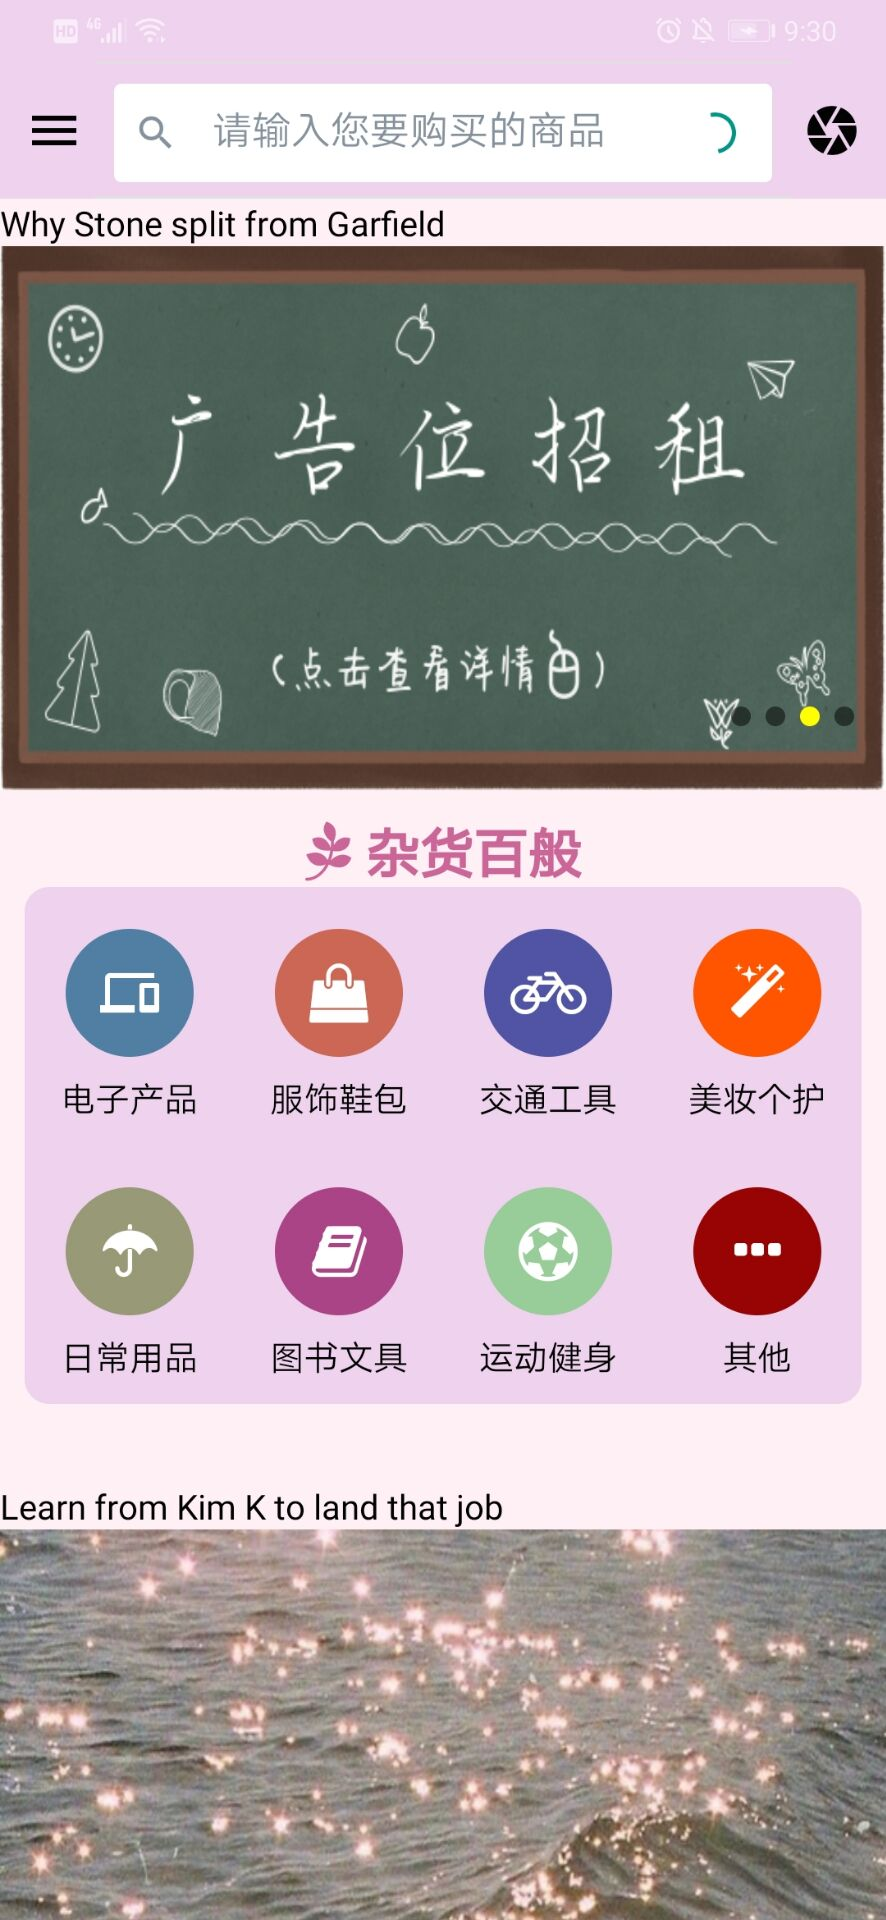 HD 4G 9:30
请输入您要购买的商品
Why Stone split from Garfield
广告位招租
(点击查看详情)
杂货百般
电子产品 服饰鞋包 交通工具 美妆个护
日常用品 图书文具 运动健身 其他
Learn from Kim K to land that job